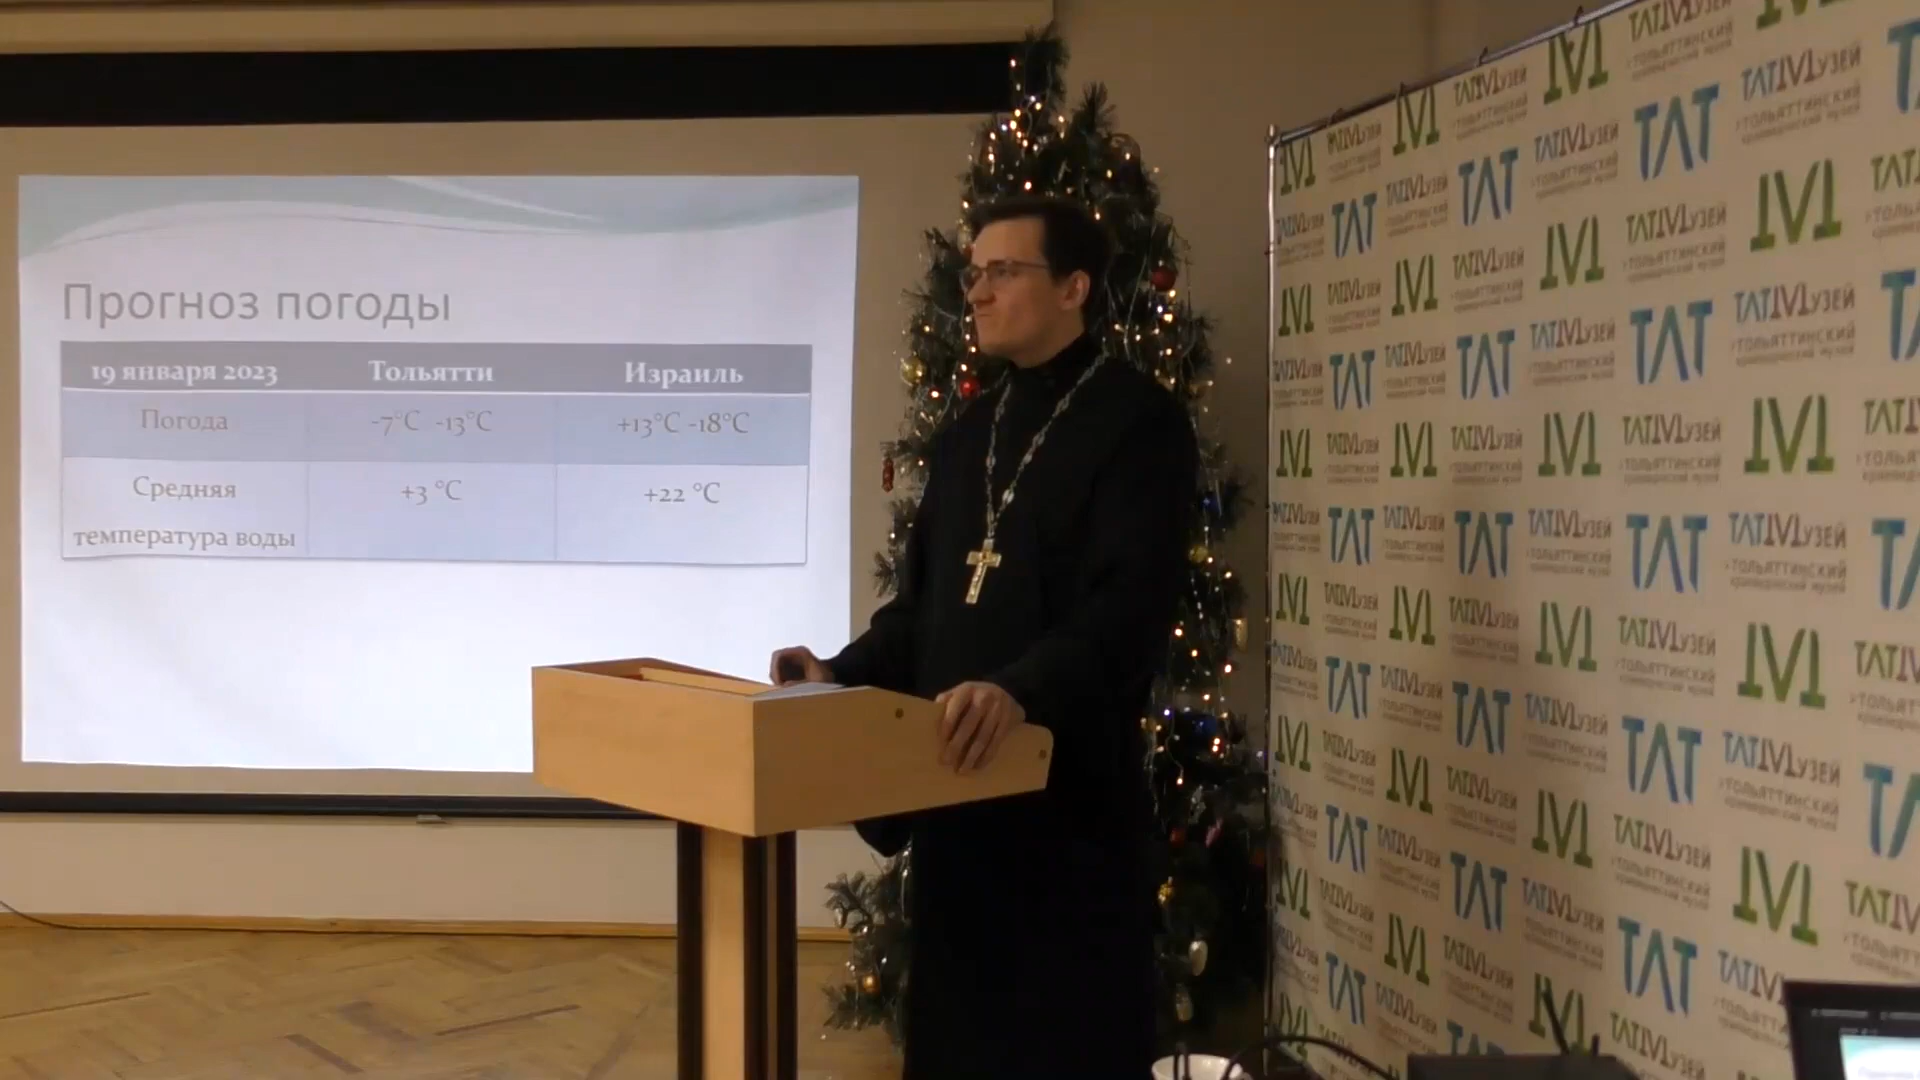 Прогноз погоды
19 января 2023 Тольятти Израиль
Погода -7°C -13°C +13°C -18°C
Средняя температура воды +3 °C +22 °C
ТЛТМУЗЕЙ
ТОЛЬЯТТИНСКИЙ
краеведческий музей
ТЛТ